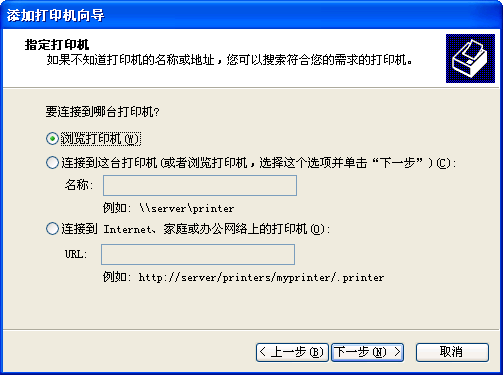 添加打印机向导
指定打印机
如果不知道打印机的名称或地址，您可以搜索符合您的需求的打印机。
要连接到哪台打印机?
浏览打印机(W)
连接到这台打印机(或者浏览打印机，选择这个选项并单击“下一步”)(C):
名称:
例如: \\server\printer
连接到 Internet、家庭或办公网络上的打印机(O):
URL:
例如: http://server/printers/myprinter/.printer
< 上一步(B) 下一步(N) > 取消